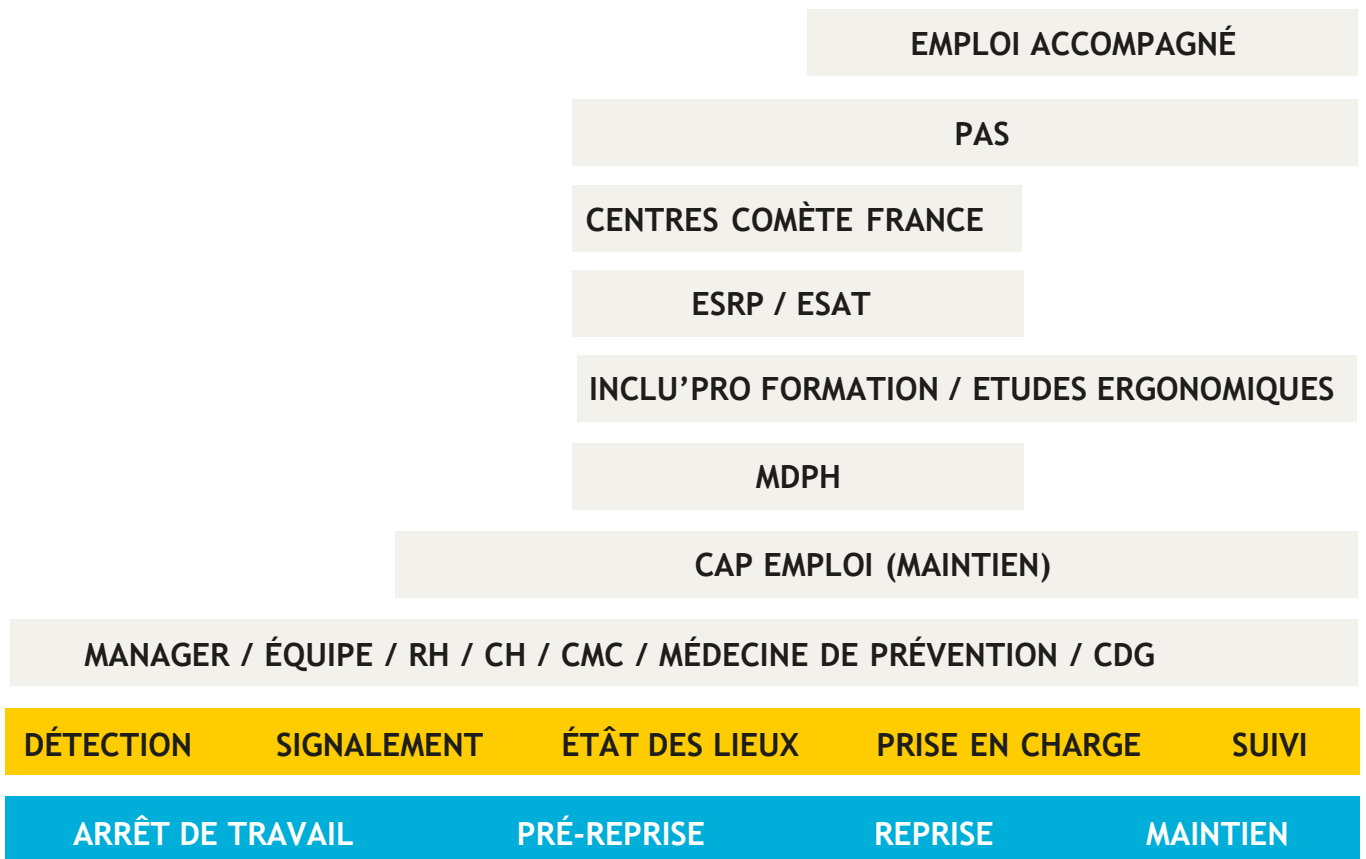 EMPLOI ACCOMPAGNÉ
PAS
CENTRES COMÈTE FRANCE
ESRP / ESAT
INCLU’PRO FORMATION / ETUDES ERGONOMIQUES
MDPH
CAP EMPLOI (MAINTIEN)
MANAGER / ÉQUIPE / RH / CH / CMC / MÉDECINE DE PRÉVENTION / CDG
DÉTECTION SIGNALEMENT ÉTÂT DES LIEUX PRISE EN CHARGE SUIVI
ARRÊT DE TRAVAIL PRÉ-REPRISE REPRISE MAINTIEN